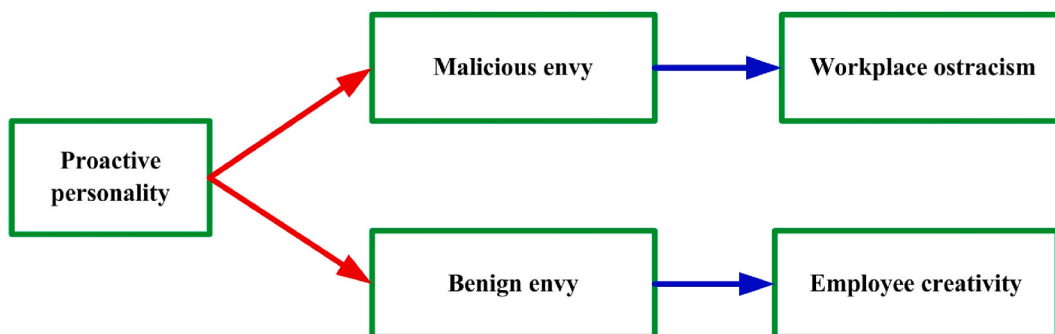 Malicious envy
Workplace ostracism
Proactive
personality
Benign envy
Employee creativity